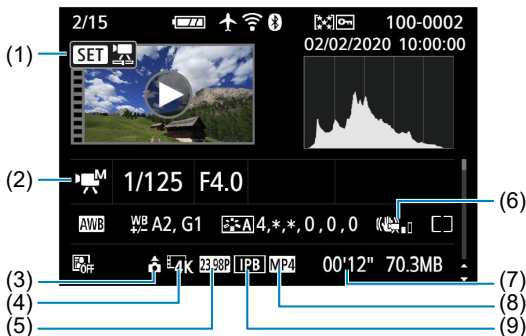 2/15 100-0002
02/02/2020 10:00:00
(1) SET
(2) M 1/125 F4.0
(6)
AWB WB +/- A2, G1 A 4,*,*,0,0,0
OFF 4K 23.98P IPB MP4 00'12" 70.3MB
(3) (7)
(4) (8)
(5) (9)